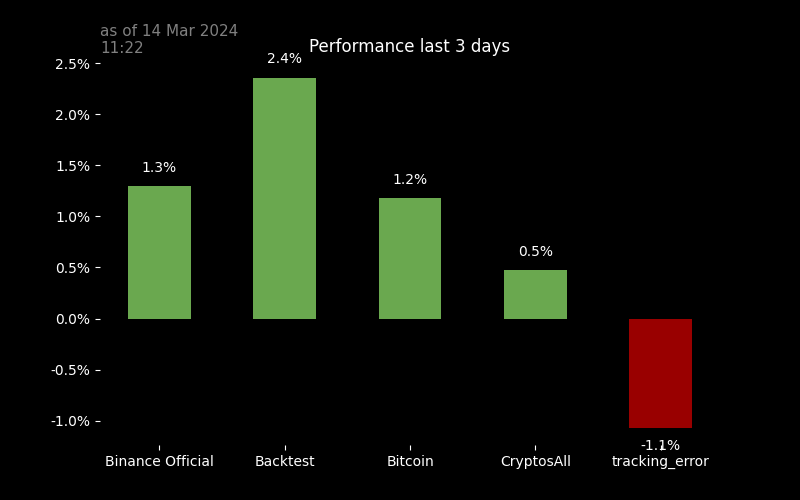 as of 14 Mar 2024
11:22
Performance last 3 days
2.5%
2.0%
1.5%
1.0%
0.5%
0.0%
-0.5%
-1.0%
1.3%
2.4%
1.2%
0.5%
-1.1%
Binance Official
Backtest
Bitcoin
CryptosAll
tracking_error